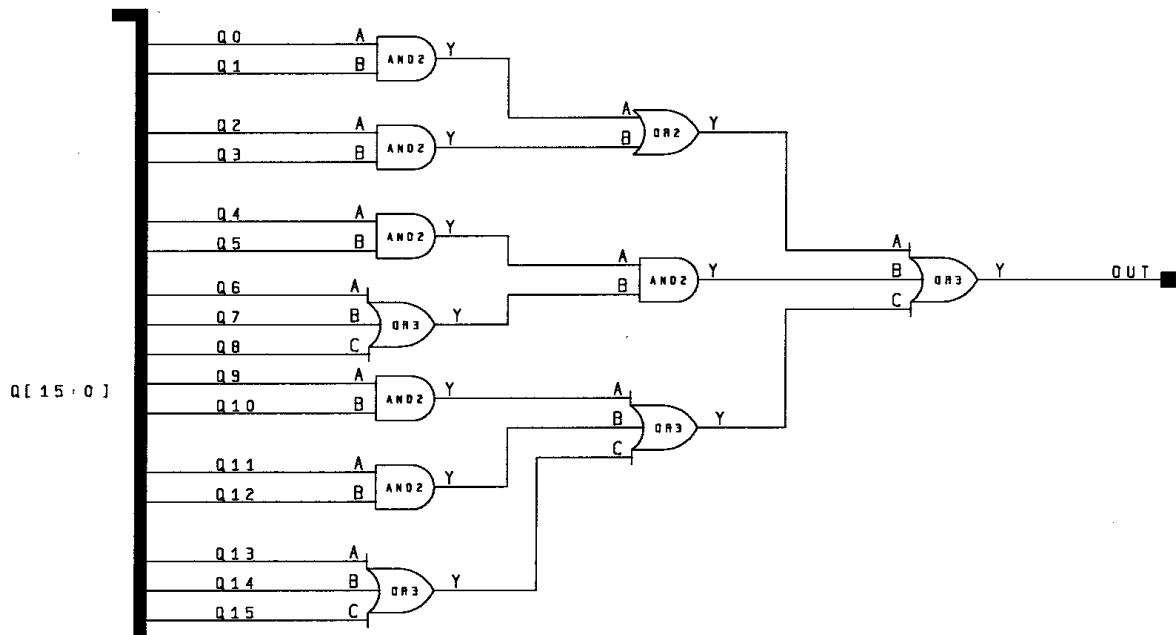 Q0 A
AND2 Y
Q1 B
A
OR2 Y
B
Q2 A
AND2 Y
Q3 B
Q4 A
AND2 Y
Q5 B
A
AND2 Y
B
A
B OR3 Y OUT
C
Q6 A
Q7 B OR3 Y
Q8 C
Q[15:0]
Q9 A
AND2 Y
Q10 B
A
B OR3 Y
C
Q11 A
AND2 Y
Q12 B
Q13 A
Q14 B OR3 Y
Q15 C